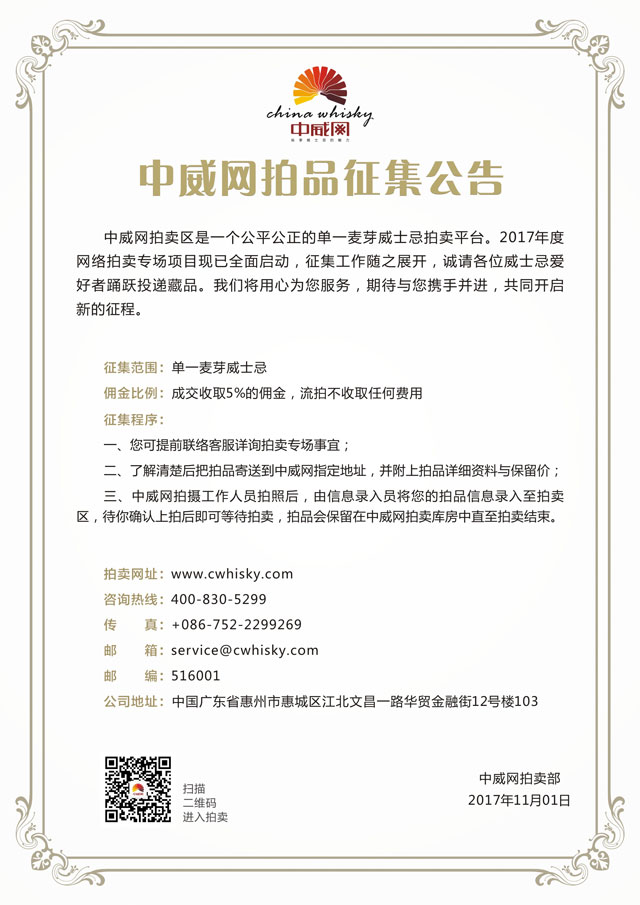 china whisky
中威网
中威网拍品征集公告
中威网拍卖区是一个公平公正的单一麦芽威士忌拍卖平台。2017年度
网络拍卖专场项目现已全面启动，征集工作随之展开，诚请各位威士忌爱
好者踊跃投递藏品。我们将用心为您服务，期待与您携手并进，共同开启
新的征程。
征集范围：单一麦芽威士忌
佣金比例：成交收取5%的佣金，流拍不收取任何费用
征集程序：
一、您可提前联络客服详询拍卖专场事宜；
二、了解清楚后把拍品寄送到中威网指定地址，并附上拍品详细资料与保留价；
三、中威网拍摄工作人员拍照后，由信息录入员将您的拍品信息录入至拍卖
区，待你确认上拍后即可等待拍卖，拍品会保留在中威网拍卖库房中直至拍卖结束。
拍卖网址：www.cwhisky.com
咨询热线：400-830-5299
传　　真：+086-752-2299269
邮　　箱：service@cwhisky.com
邮　　编：516001
公司地址：中国广东省惠州市惠城区江北文昌一路华贸金融街12号楼103
扫描
二维码
进入拍卖
中威网拍卖部
2017年11月01日